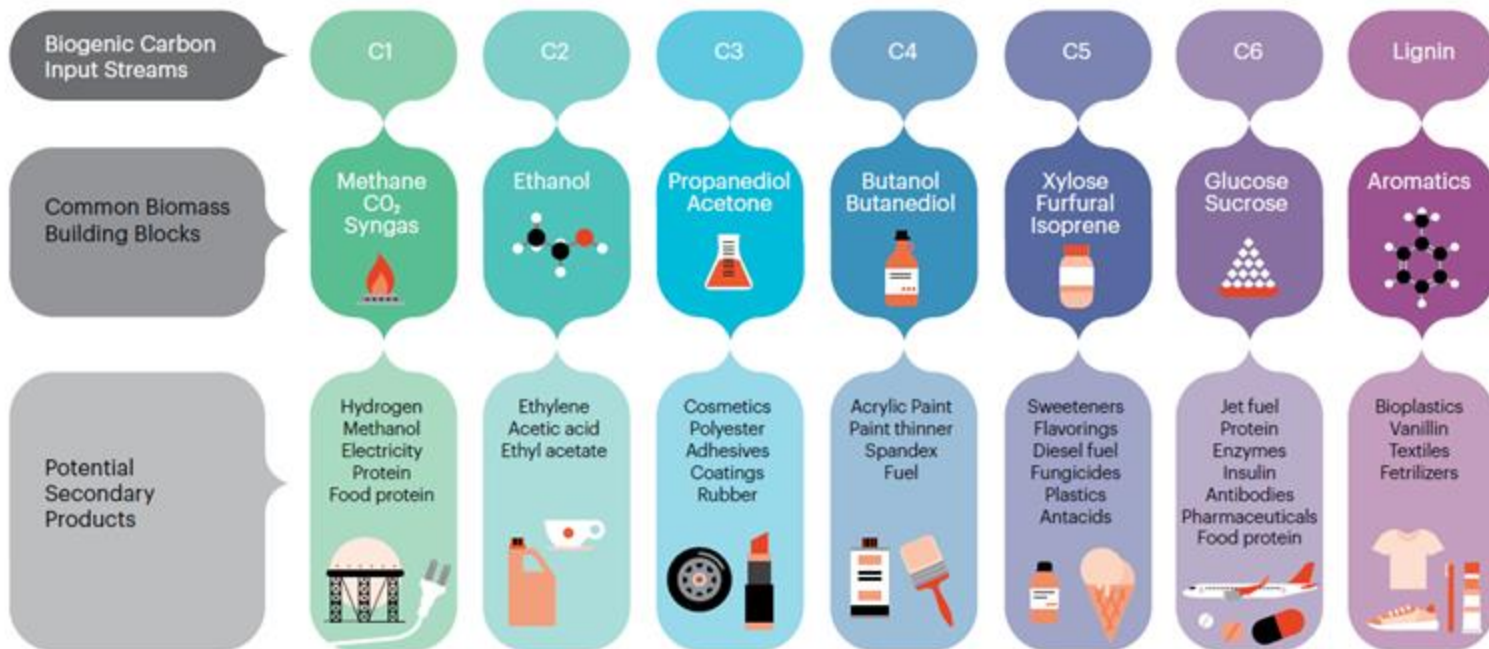 Biogenic Carbon
Input Streams
C1
C2
C3
C4
C5
C6
Lignin
Common Biomass
Building Blocks
Methane
CO₂
Syngas
Ethanol
Propanediol
Acetone
Butanol
Butanediol
Xylose
Furfural
Isoprene
Glucose
Sucrose
Aromatics
Potential
Secondary
Products
Hydrogen
Methanol
Electricity
Protein
Food protein
Ethylene
Acetic acid
Ethyl acetate
Cosmetics
Polyester
Adhesives
Coatings
Rubber
Acrylic Paint
Paint thinner
Spandex
Fuel
Sweeteners
Flavorings
Diesel fuel
Fungicides
Plastics
Antacids
Jet fuel
Protein
Enzymes
Insulin
Antibodies
Pharmaceuticals
Food protein
Bioplastics
Vanillin
Textiles
Fetrilizers